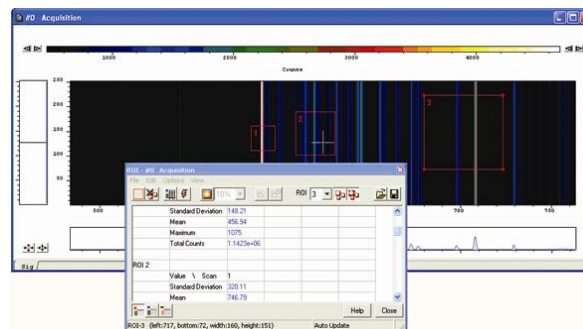 #0 Acquisition
1000 2000 3000 4000
Counts
250
200
150
100
50
1
2
3
500 700 750
Sig
ROI - #0 Acquisition
File Edit Options View
10% ROI 3
Standard Deviation 148.21
Mean 456.94
Maximum 1075
Total Counts 1.1423e+06
ROI 2
Value \ Scan 1
Standard Deviation 320.11
Mean 746.79
Help Close
ROI-3 (left:717, bottom:72, width:160, height:151) Auto Update